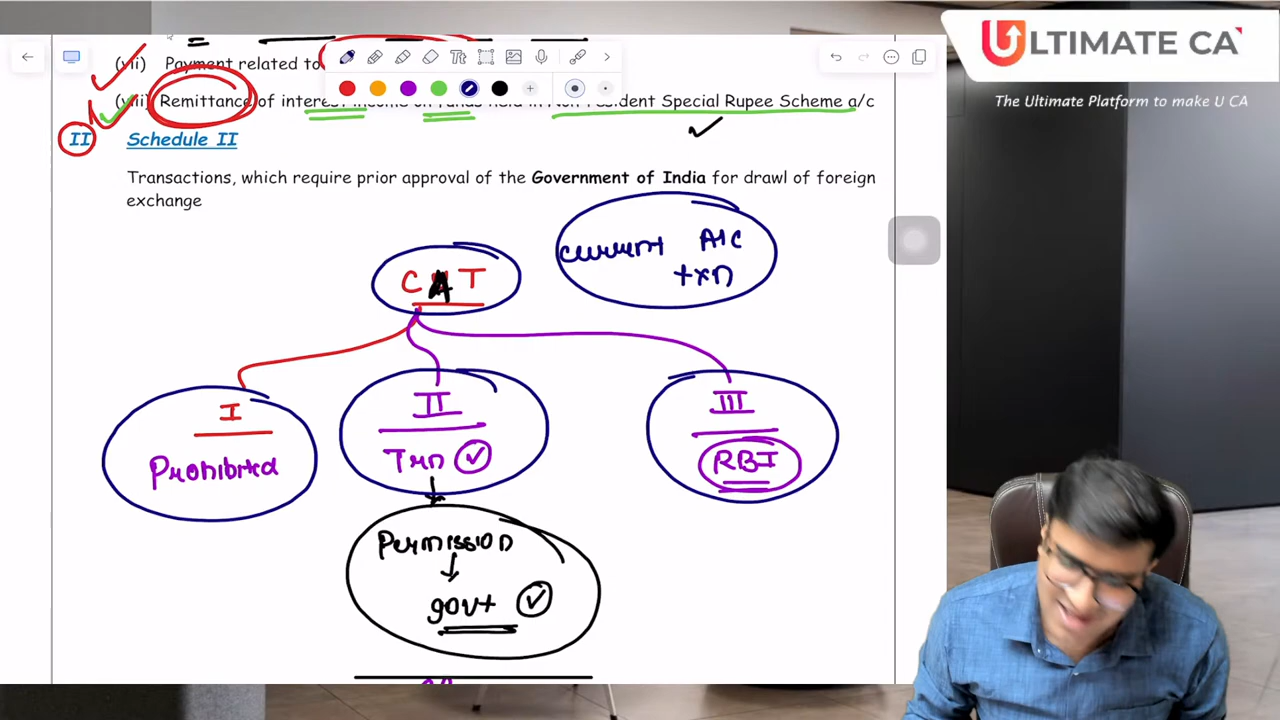 ULTIMATE CA
The Ultimate Platform to make U CA
(vii) Payment related to
(viii) Remittance of interest income on funds held in Non Resident Special Rupee Scheme a/c
II Schedule II
Transactions, which require prior approval of the Government of India for drawl of foreign
exchange
current A/c
txn
CAT
I
Prohibited
II
Txn
III
RBI
Permission
govt